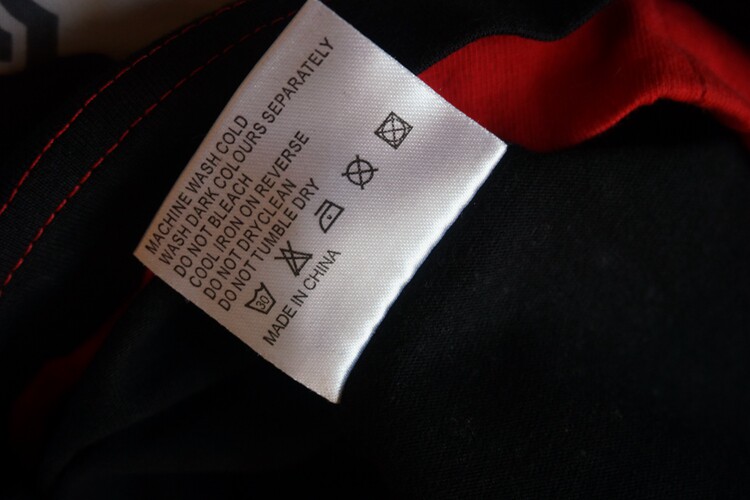 MACHINE WASH COLD
WASH DARK COLOURS SEPARATELY
DO NOT BLEACH
COOL IRON ON REVERSE
DO NOT DRYCLEAN
DO NOT TUMBLE DRY
30
MADE IN CHINA